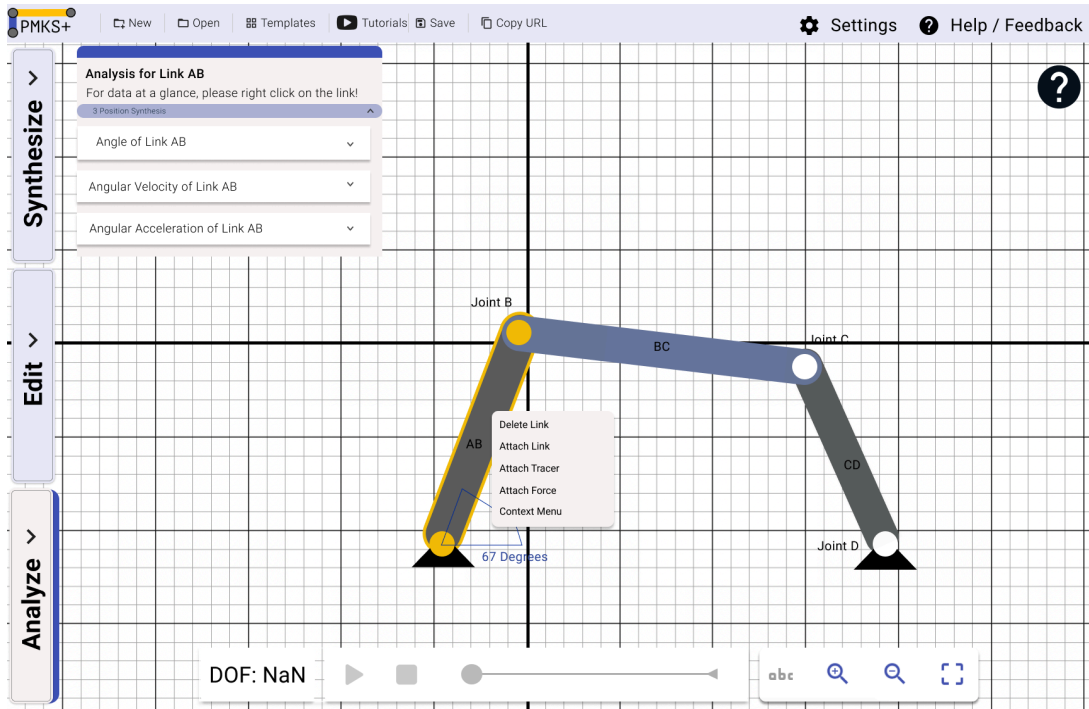 PMKS+
New
Open
Templates
Tutorials
Save
Copy URL
Settings
Help / Feedback
Synthesize
Edit
Analyze
Analysis for Link AB
For data at a glance, please right click on the link!
3 Position Synthesis
Angle of Link AB
Angular Velocity of Link AB
Angular Acceleration of Link AB
?
Joint B
BC
Joint C
AB
Delete Link
Attach Link
Attach Tracer
Attach Force
Context Menu
CD
Joint D
67 Degrees
DOF: NaN
abc